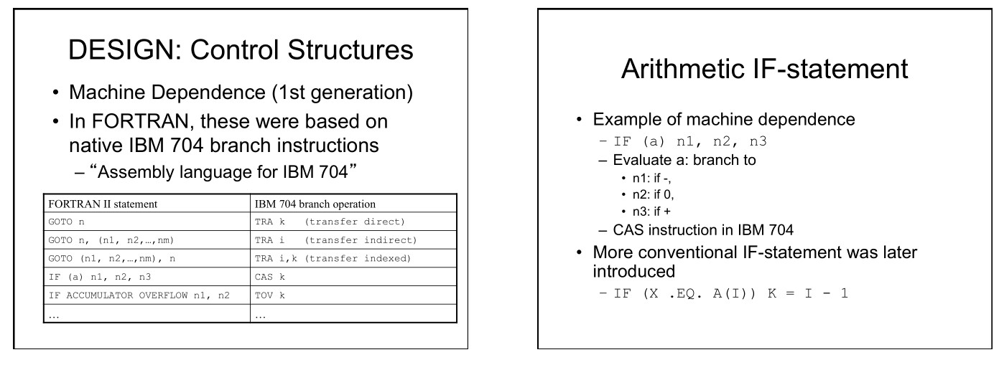 DESIGN: Control Structures
• Machine Dependence (1st generation)
• In FORTRAN, these were based on
native IBM 704 branch instructions
– “Assembly language for IBM 704”
FORTRAN II statement IBM 704 branch operation
GOTO n TRA k (transfer direct)
GOTO n, (n1, n2,…,nm) TRA i (transfer indirect)
GOTO (n1, n2,…,nm), n TRA i,k (transfer indexed)
IF (a) n1, n2, n3 CAS k
IF ACCUMULATOR OVERFLOW n1, n2 TOV k
… …
Arithmetic IF-statement
• Example of machine dependence
– IF (a) n1, n2, n3
– Evaluate a: branch to
• n1: if -,
• n2: if 0,
• n3: if +
– CAS instruction in IBM 704
• More conventional IF-statement was later
introduced
– IF (X .EQ. A(I)) K = I - 1